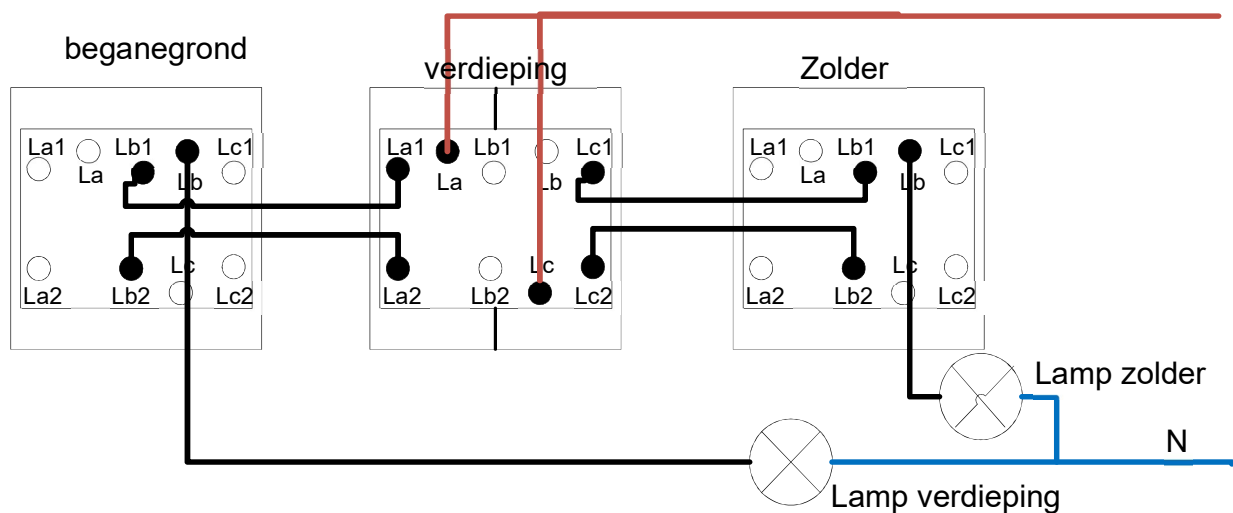 beganegrond
verdieping
Zolder
La1 Lb1 Lc1
La Lb
Lc
La2 Lb2 Lc2
La1 Lb1 Lc1
La Lb
Lc
La2 Lb2 Lc2
La1 Lb1 Lc1
La Lb
Lc
La2 Lb2 Lc2
Lamp zolder
N
Lamp verdieping